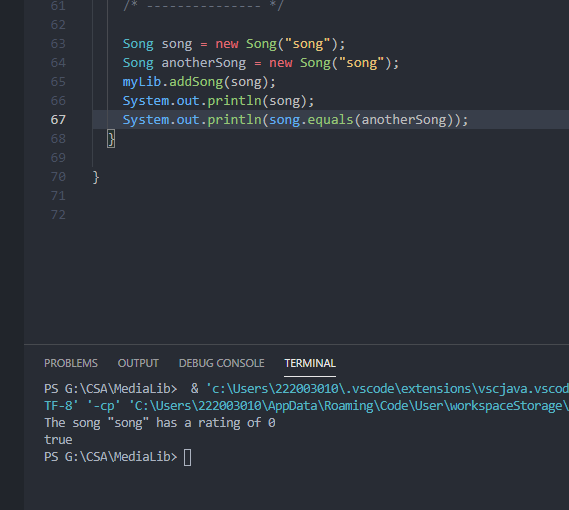 61 /* --------------- */
62
63 Song song = new Song("song");
64 Song anotherSong = new Song("song");
65 myLib.addSong(song);
66 System.out.println(song);
67 System.out.println(song.equals(anotherSong));
68 }
69
70 }
71
72
PROBLEMS OUTPUT DEBUG CONSOLE TERMINAL
PS G:\CSA\MediaLib> & 'c:\Users\222003010\.vscode\extensions\vscjava.vscod
TF-8' '-cp' 'C:\Users\222003010\AppData\Roaming\Code\User\workspaceStorage\
The song "song" has a rating of 0
true
PS G:\CSA\MediaLib>